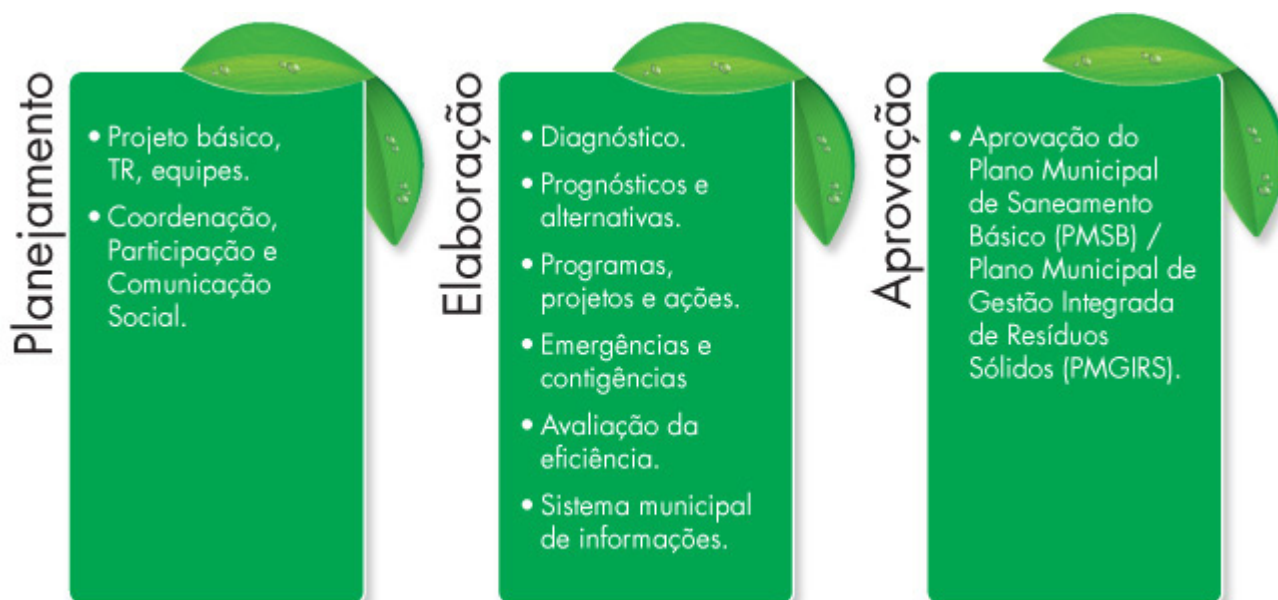 Planejamento
• Projeto básico,
TR, equipes.
• Coordenação,
Participação e
Comunicação
Social.
Elaboração
• Diagnóstico.
• Prognósticos e
alternativas.
• Programas,
projetos e ações.
• Emergências e
contigências
• Avaliação da
eficiência.
• Sistema municipal
de informações.
Aprovação
• Aprovação do
Plano Municipal
de Saneamento
Básico (PMSB) /
Plano Municipal de
Gestão Integrada
de Resíduos
Sólidos (PMGIRS).